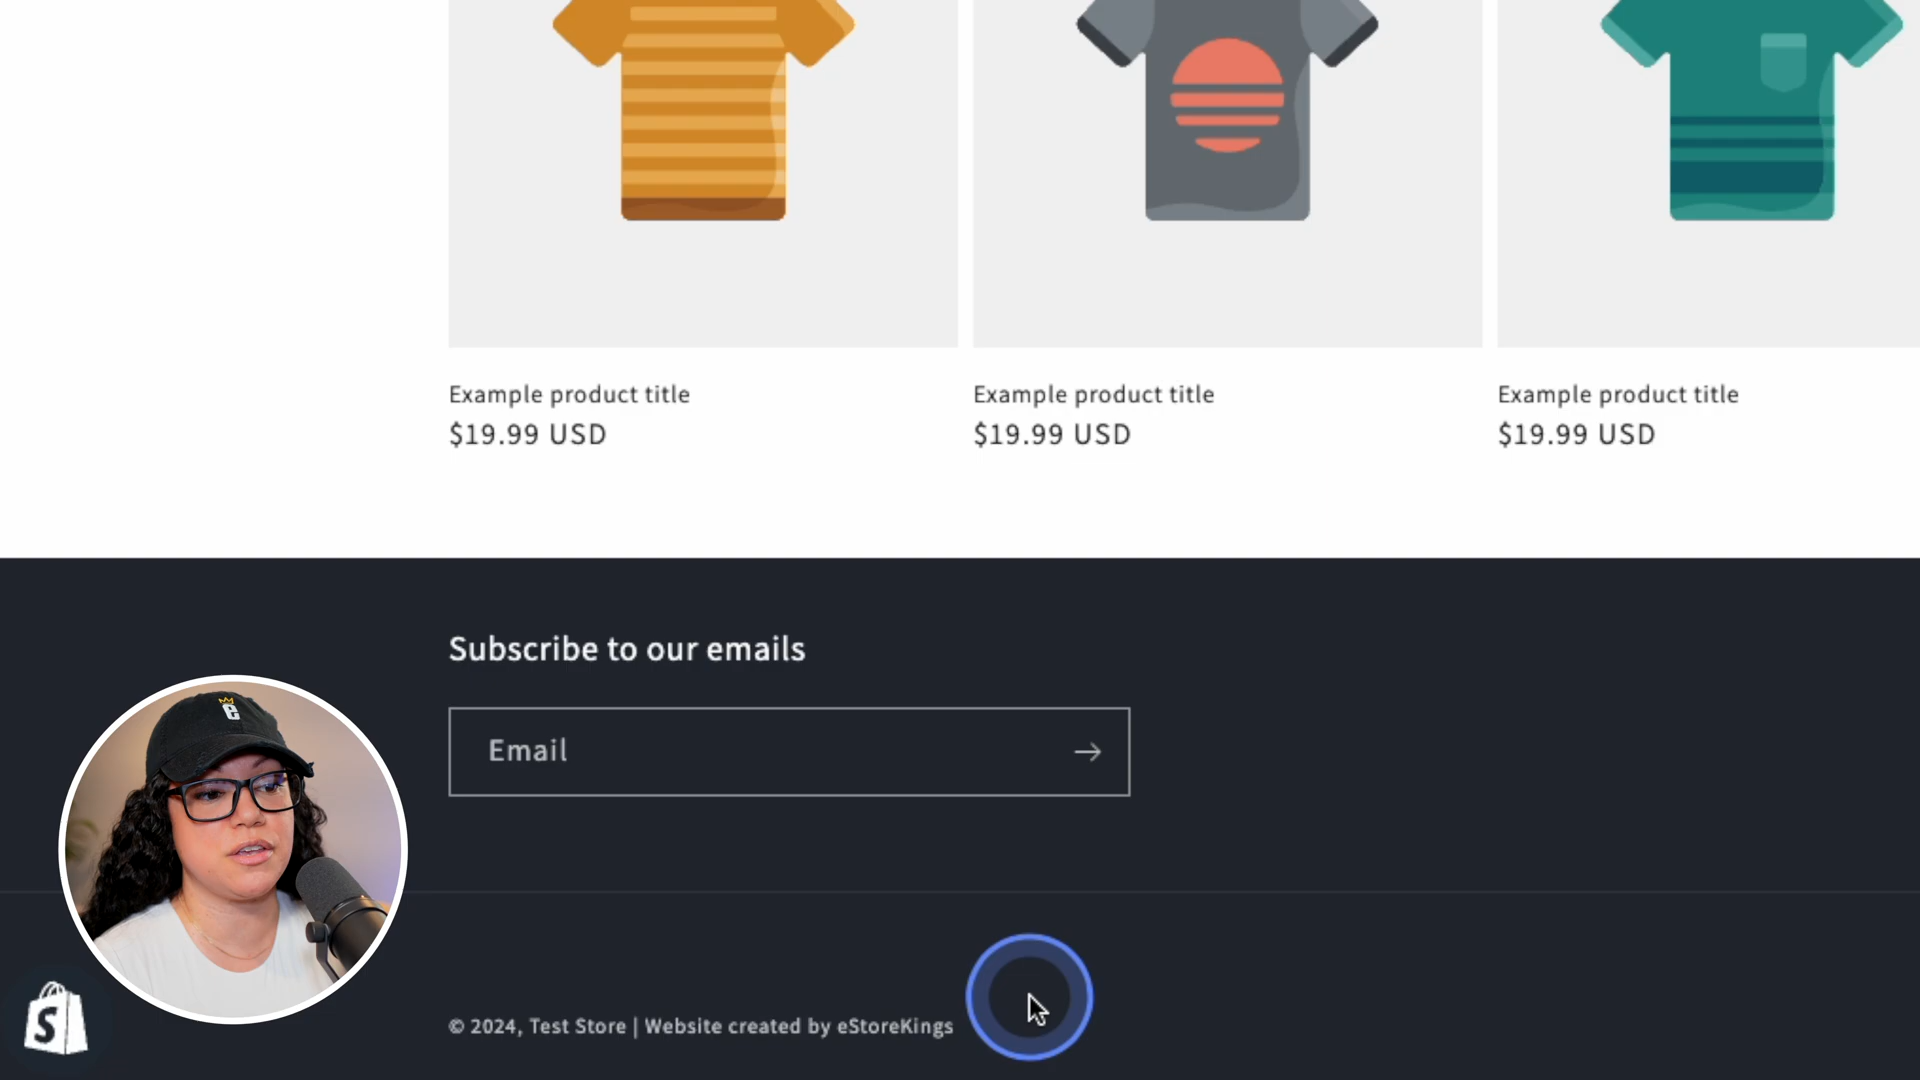 Example product title
$19.99 USD
Example product title
$19.99 USD
Example product title
$19.99 USD
Subscribe to our emails
Email
e
S
© 2024, Test Store | Website created by eStoreKings